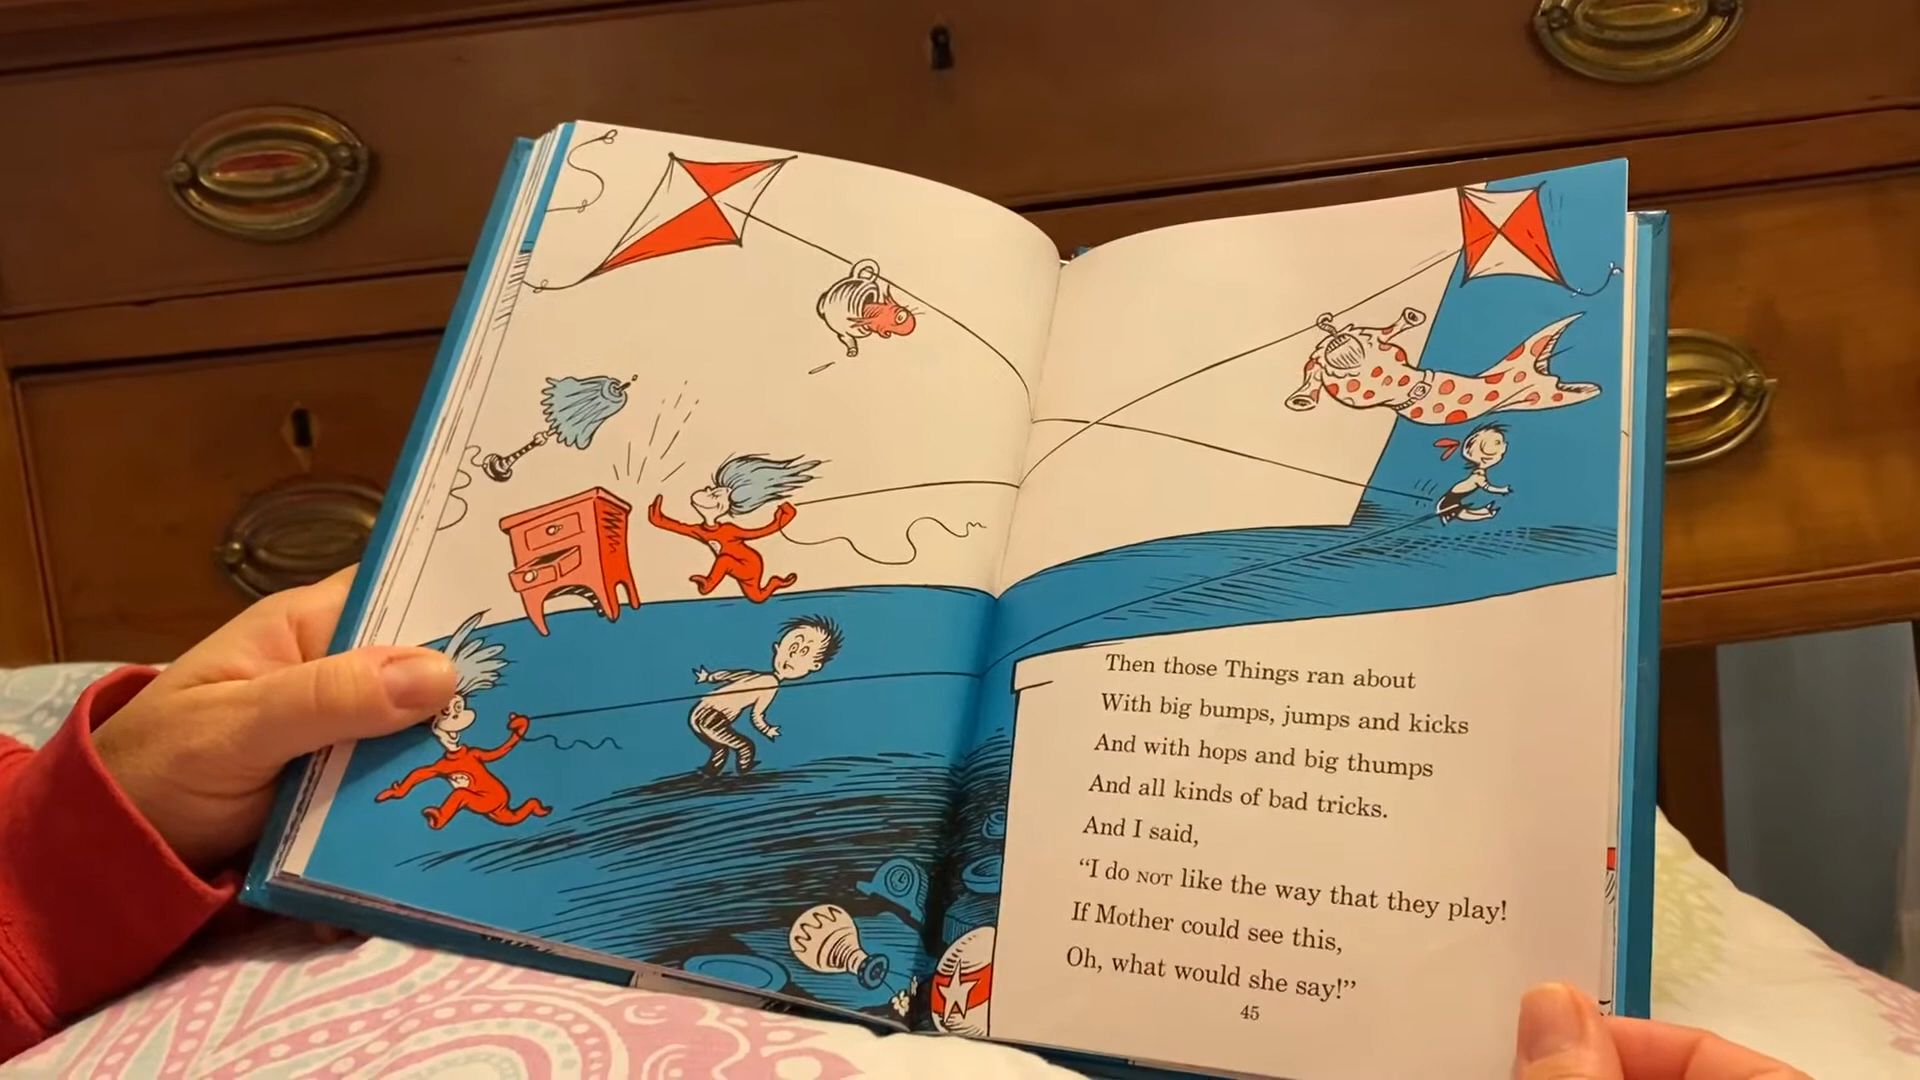 Then those Things ran about
With big bumps, jumps and kicks
And with hops and big thumps
And all kinds of bad tricks.
And I said,
“I do NOT like the way that they play!
If Mother could see this,
Oh, what would she say!”
45